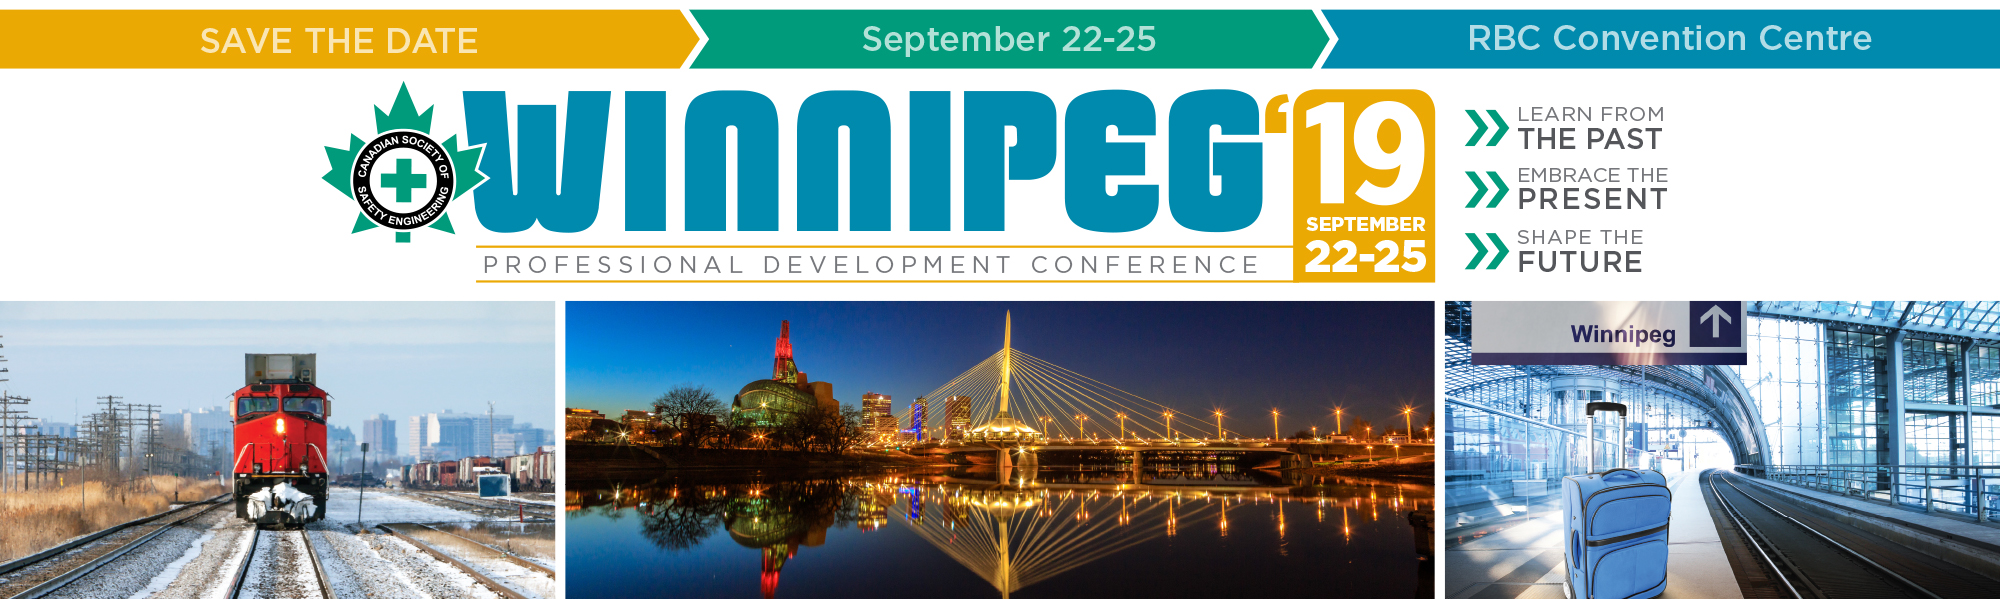 SAVE THE DATE
September 22-25
RBC Convention Centre
CANADIAN SOCIETY OF
SAFETY ENGINEERING
WINNIPEG '19
SEPTEMBER
22-25
PROFESSIONAL DEVELOPMENT CONFERENCE
LEARN FROM
THE PAST
EMBRACE THE
PRESENT
SHAPE THE
FUTURE
Winnipeg